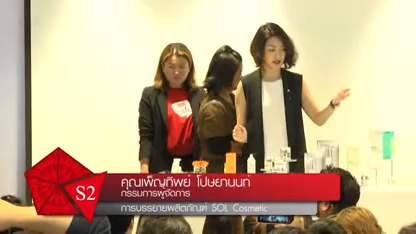 S2
คุณเพ็ญทิพย์ โปษยานนท์
กรรมการผู้จัดการ
การบรรยายผลิตภัณฑ์ SOL Cosmetic